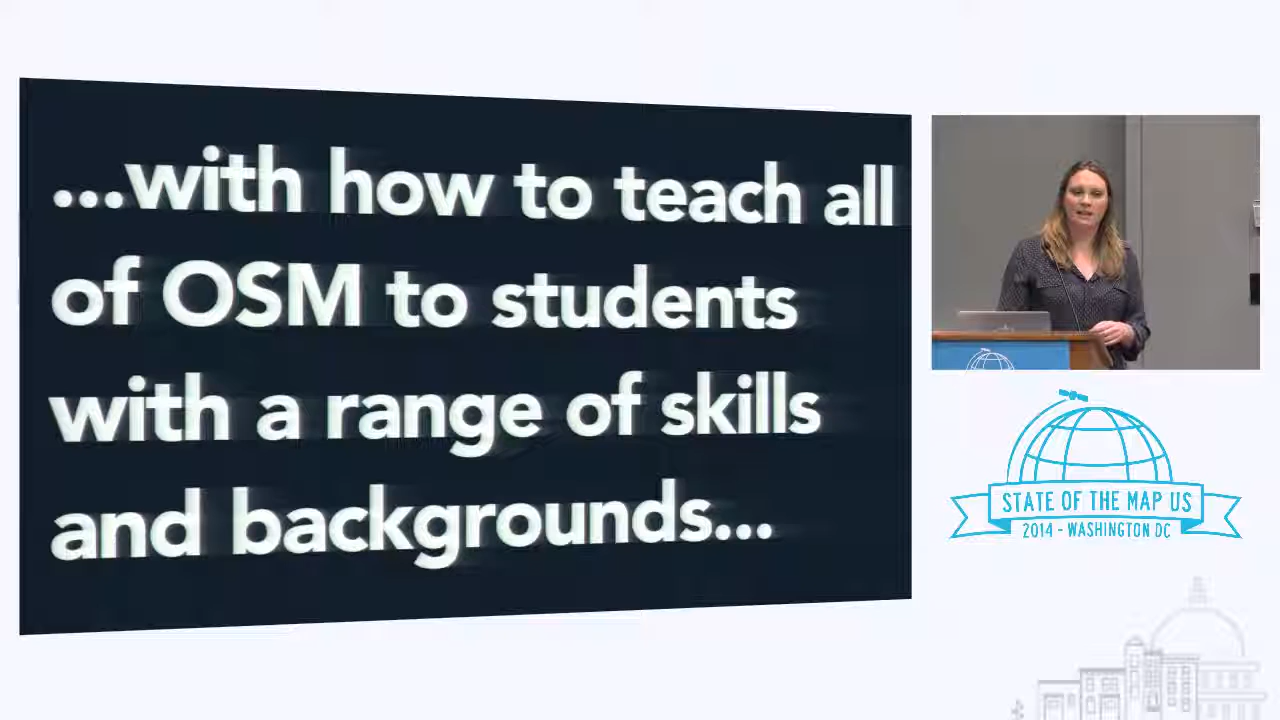 ...with how to teach all
of OSM to students
with a range of skills
and backgrounds...
STATE OF THE MAP US
2014 - WASHINGTON DC